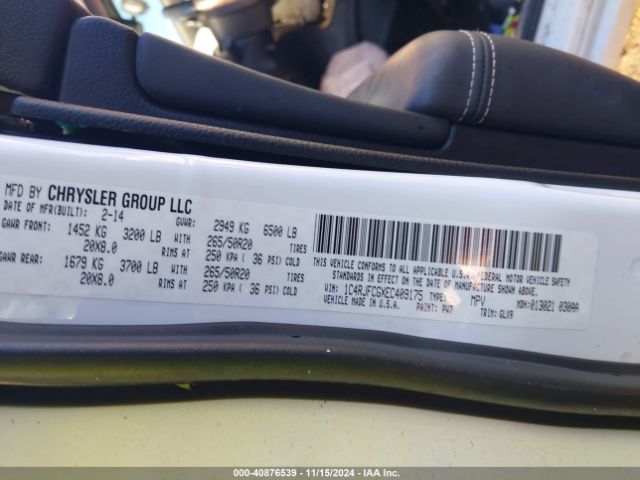 MFD BY CHRYSLER GROUP LLC
DATE OF MFR(BUILT): 2-14 GVWR: 2949 KG 6500 LB
GAWR FRONT: 1452 KG 3200 LB WITH 265/50R20 TIRES
20X8.0 RIMS AT 250 KPA ( 36 PSI) COLD
GAWR REAR: 1679 KG 3700 LB WITH 265/50R20 TIRES
20X8.0 RIMS AT 250 KPA ( 36 PSI) COLD
THIS VEHICLE CONFORMS TO ALL APPLICABLE U.S.A. FEDERAL MOTOR VEHICLE SAFETY
STANDARDS IN EFFECT ON THE DATE OF MANUFACTURE SHOWN ABOVE.
VIN: 1C4RJFCGXEC409175 TYPE: MPV MDH:013021 030AA
VEHICLE MADE IN U.S.A. PAINT: PW7 TRIM: GLX9
000-40876539 - 11/15/2024 - IAA Inc.